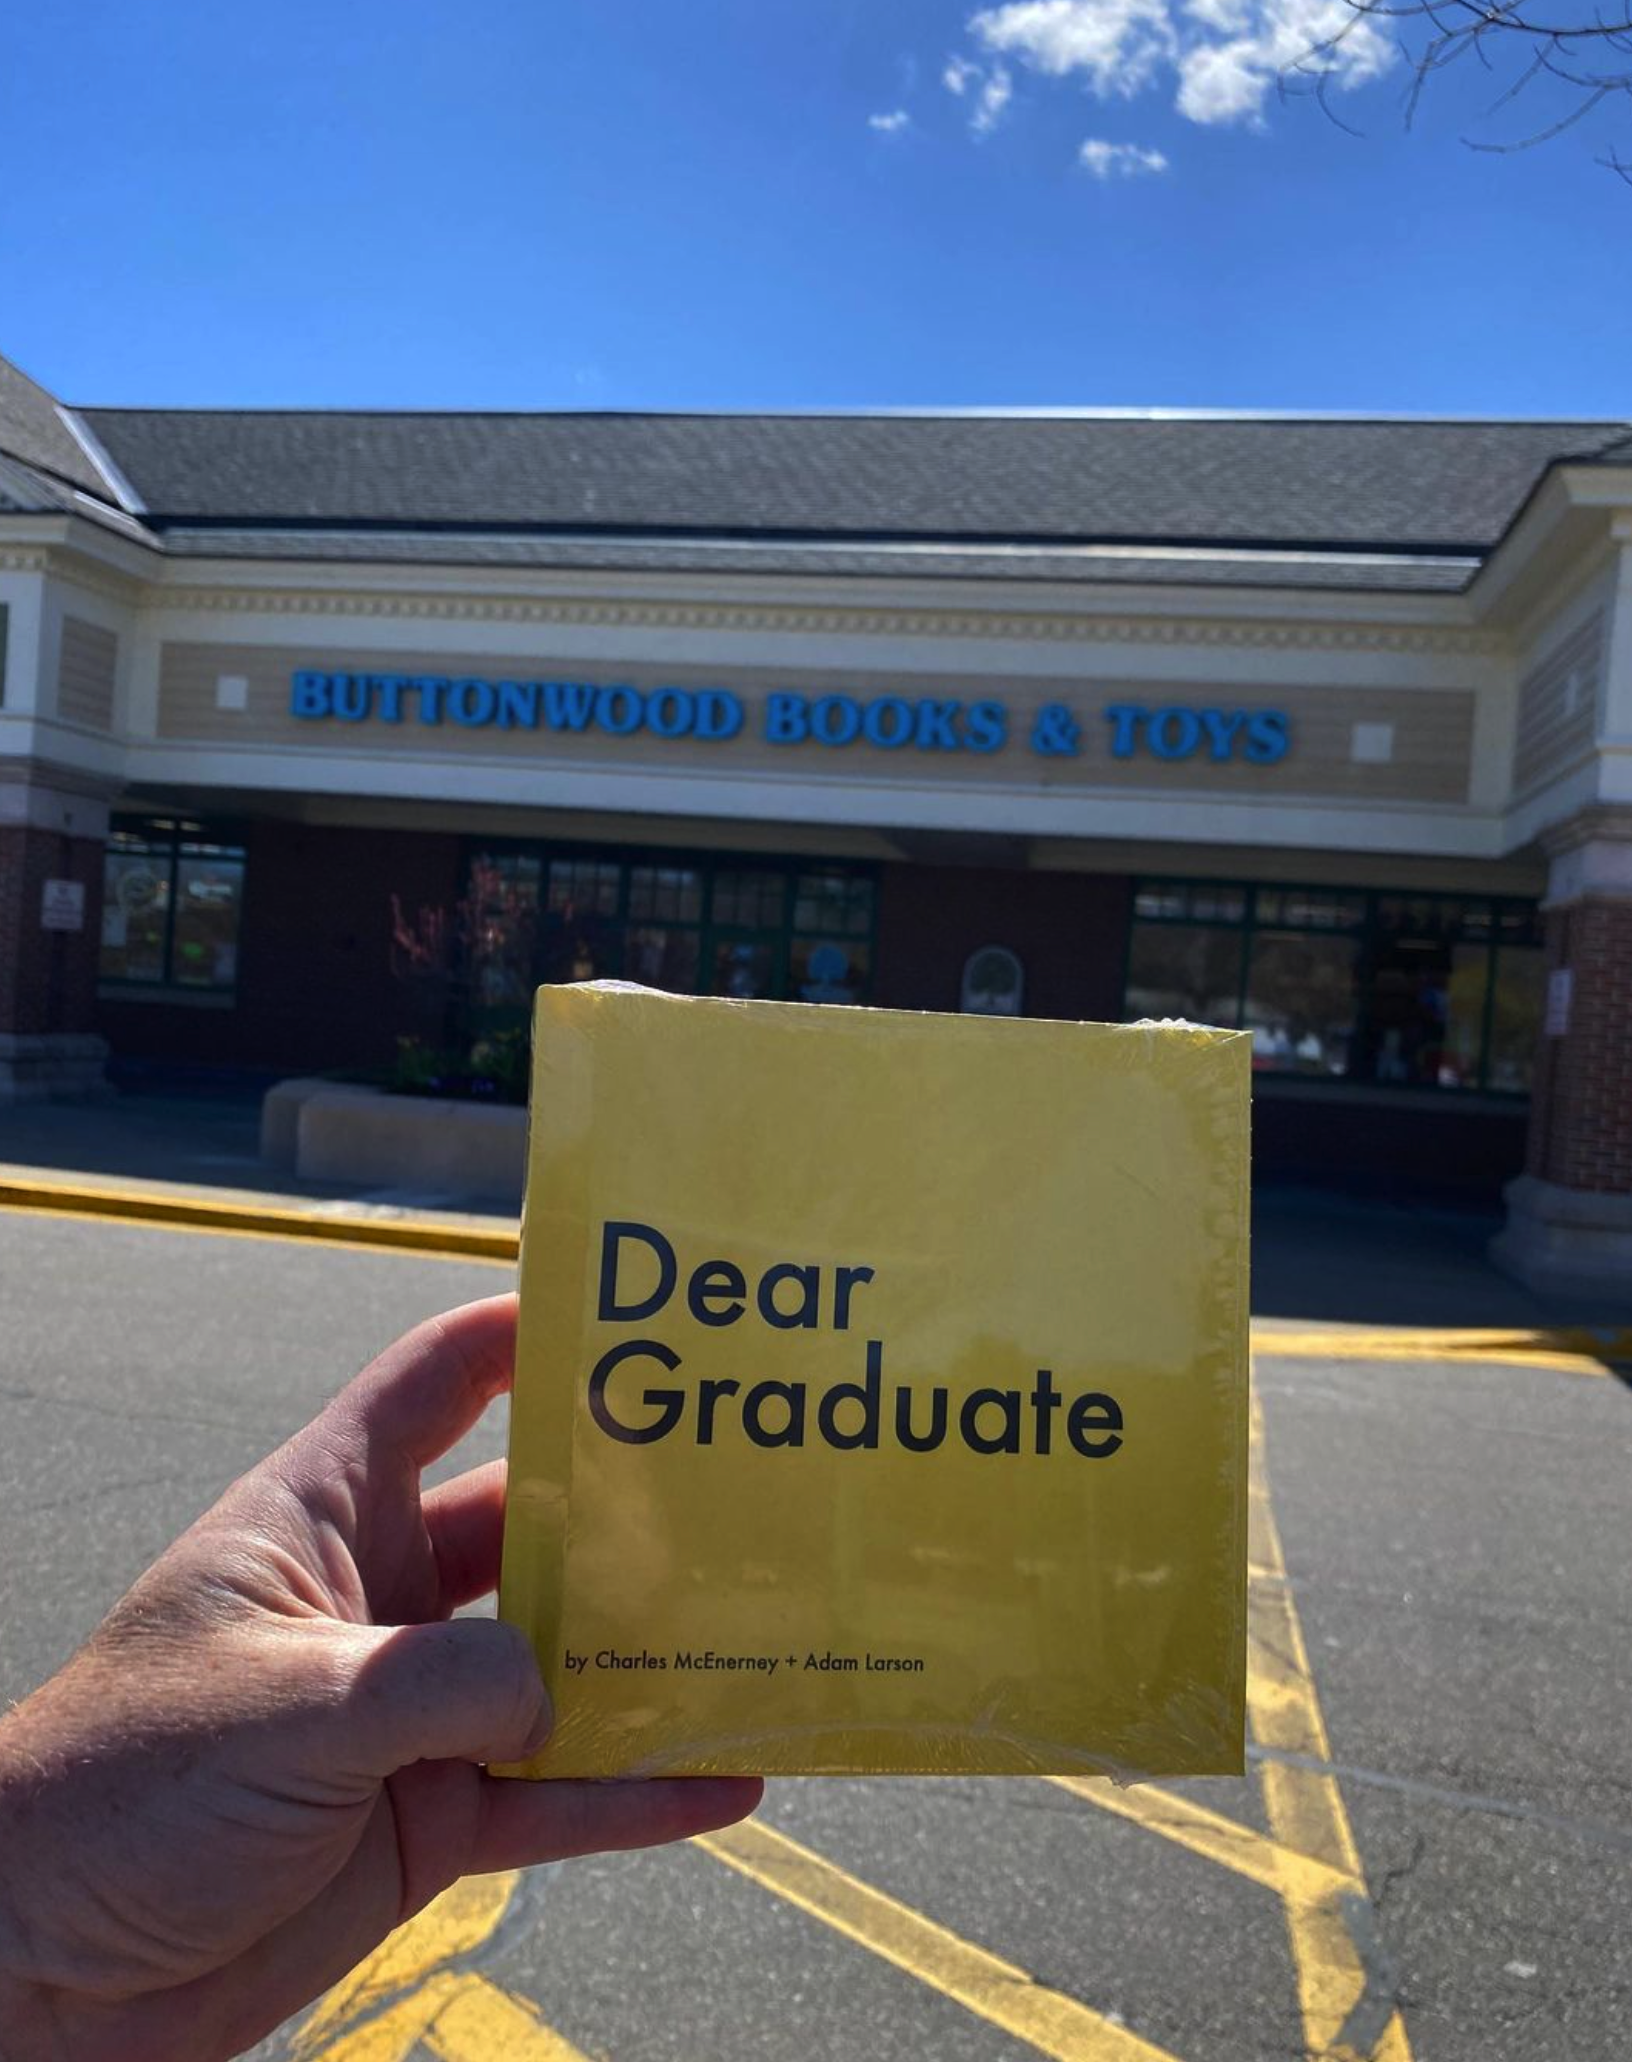 BUTTONWOOD BOOKS & TOYS
Dear
Graduate
by Charles McEnerney + Adam Larson